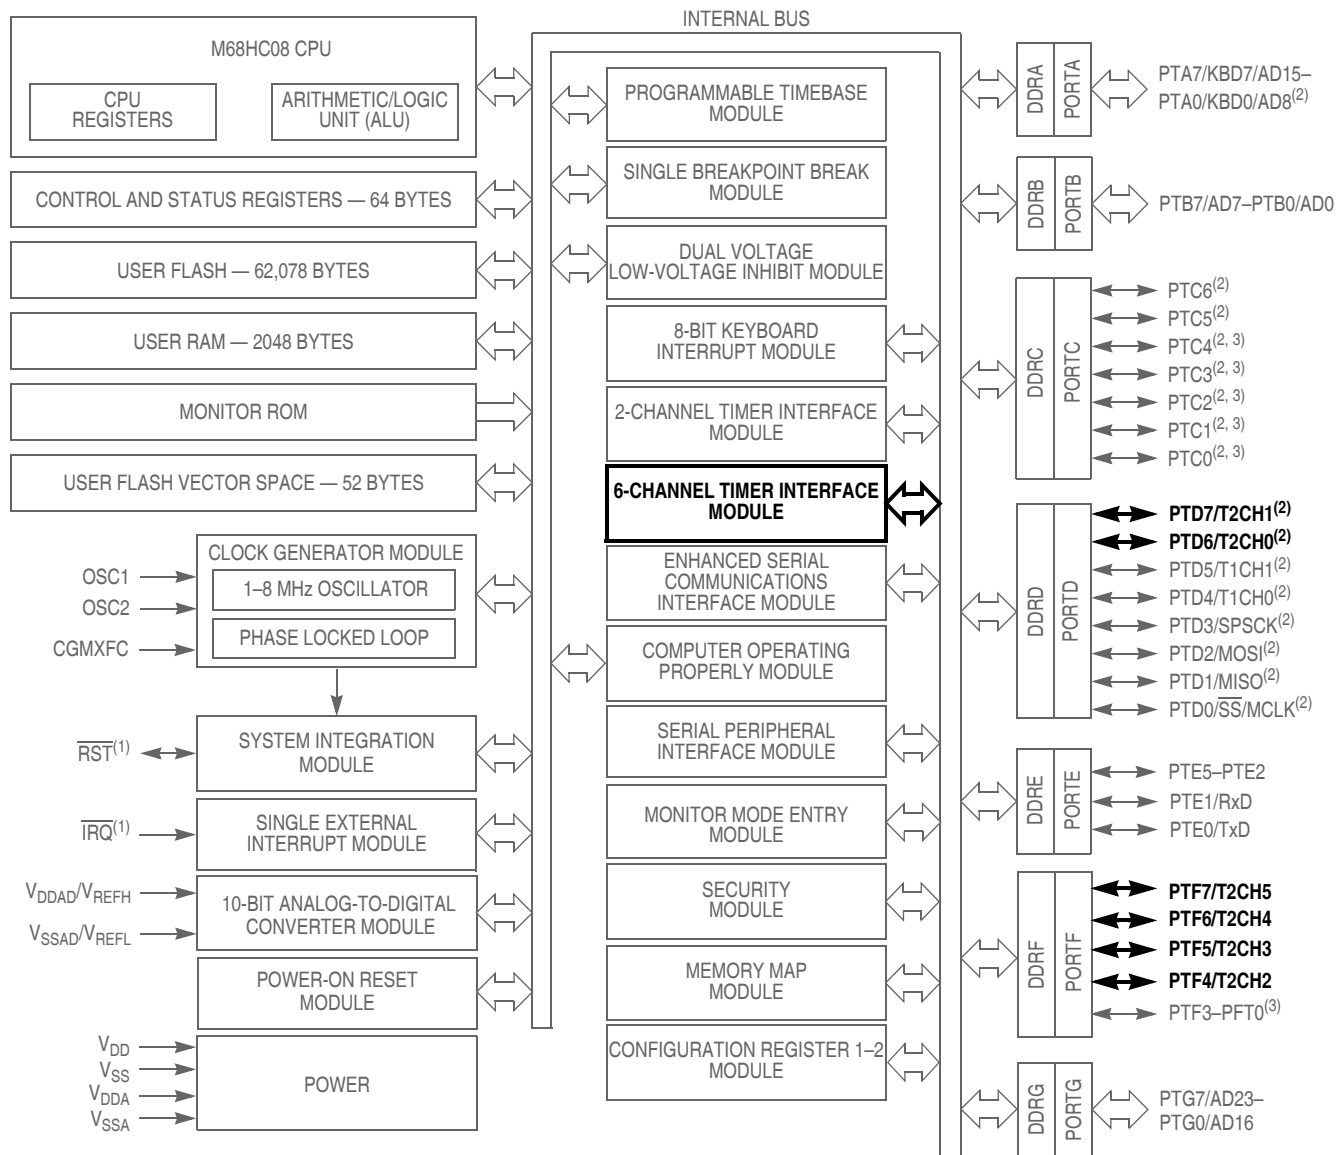 INTERNAL BUS
M68HC08 CPU
CPU
REGISTERS
ARITHMETIC/LOGIC
UNIT (ALU)
CONTROL AND STATUS REGISTERS — 64 BYTES
USER FLASH — 62,078 BYTES
USER RAM — 2048 BYTES
MONITOR ROM
USER FLASH VECTOR SPACE — 52 BYTES
CLOCK GENERATOR MODULE
1–8 MHz OSCILLATOR
PHASE LOCKED LOOP
OSC1
OSC2
CGMXFC
SYSTEM INTEGRATION
MODULE
RST(1)
SINGLE EXTERNAL
INTERRUPT MODULE
IRQ(1)
10-BIT ANALOG-TO-DIGITAL
CONVERTER MODULE
VDDAD/VREFH
VSSAD/VREFL
POWER-ON RESET
MODULE
POWER
VDD
VSS
VDDA
VSSA
PROGRAMMABLE TIMEBASE
MODULE
SINGLE BREAKPOINT BREAK
MODULE
DUAL VOLTAGE
LOW-VOLTAGE INHIBIT MODULE
8-BIT KEYBOARD
INTERRUPT MODULE
2-CHANNEL TIMER INTERFACE
MODULE
6-CHANNEL TIMER INTERFACE
MODULE
ENHANCED SERIAL
COMMUNICATIONS
INTERFACE MODULE
COMPUTER OPERATING
PROPERLY MODULE
SERIAL PERIPHERAL
INTERFACE MODULE
MONITOR MODE ENTRY
MODULE
SECURITY
MODULE
MEMORY MAP
MODULE
CONFIGURATION REGISTER 1–2
MODULE
DDRA
PORTA
PTA7/KBD7/AD15–
PTA0/KBD0/AD8(2)
DDRB
PORTB
PTB7/AD7–PTB0/AD0
DDRC
PORTC
PTC6(2)
PTC5(2)
PTC4(2, 3)
PTC3(2, 3)
PTC2(2, 3)
PTC1(2, 3)
PTC0(2, 3)
DDRD
PORTD
PTD7/T2CH1(2)
PTD6/T2CH0(2)
PTD5/T1CH1(2)
PTD4/T1CH0(2)
PTD3/SPSCK(2)
PTD2/MOSI(2)
PTD1/MISO(2)
PTD0/SS/MCLK(2)
DDRE
PORTE
PTE5–PTE2
PTE1/RxD
PTE0/TxD
DDRF
PORTF
PTF7/T2CH5
PTF6/T2CH4
PTF5/T2CH3
PTF4/T2CH2
PTF3–PFT0(3)
DDRG
PORTG
PTG7/AD23–
PTG0/AD16